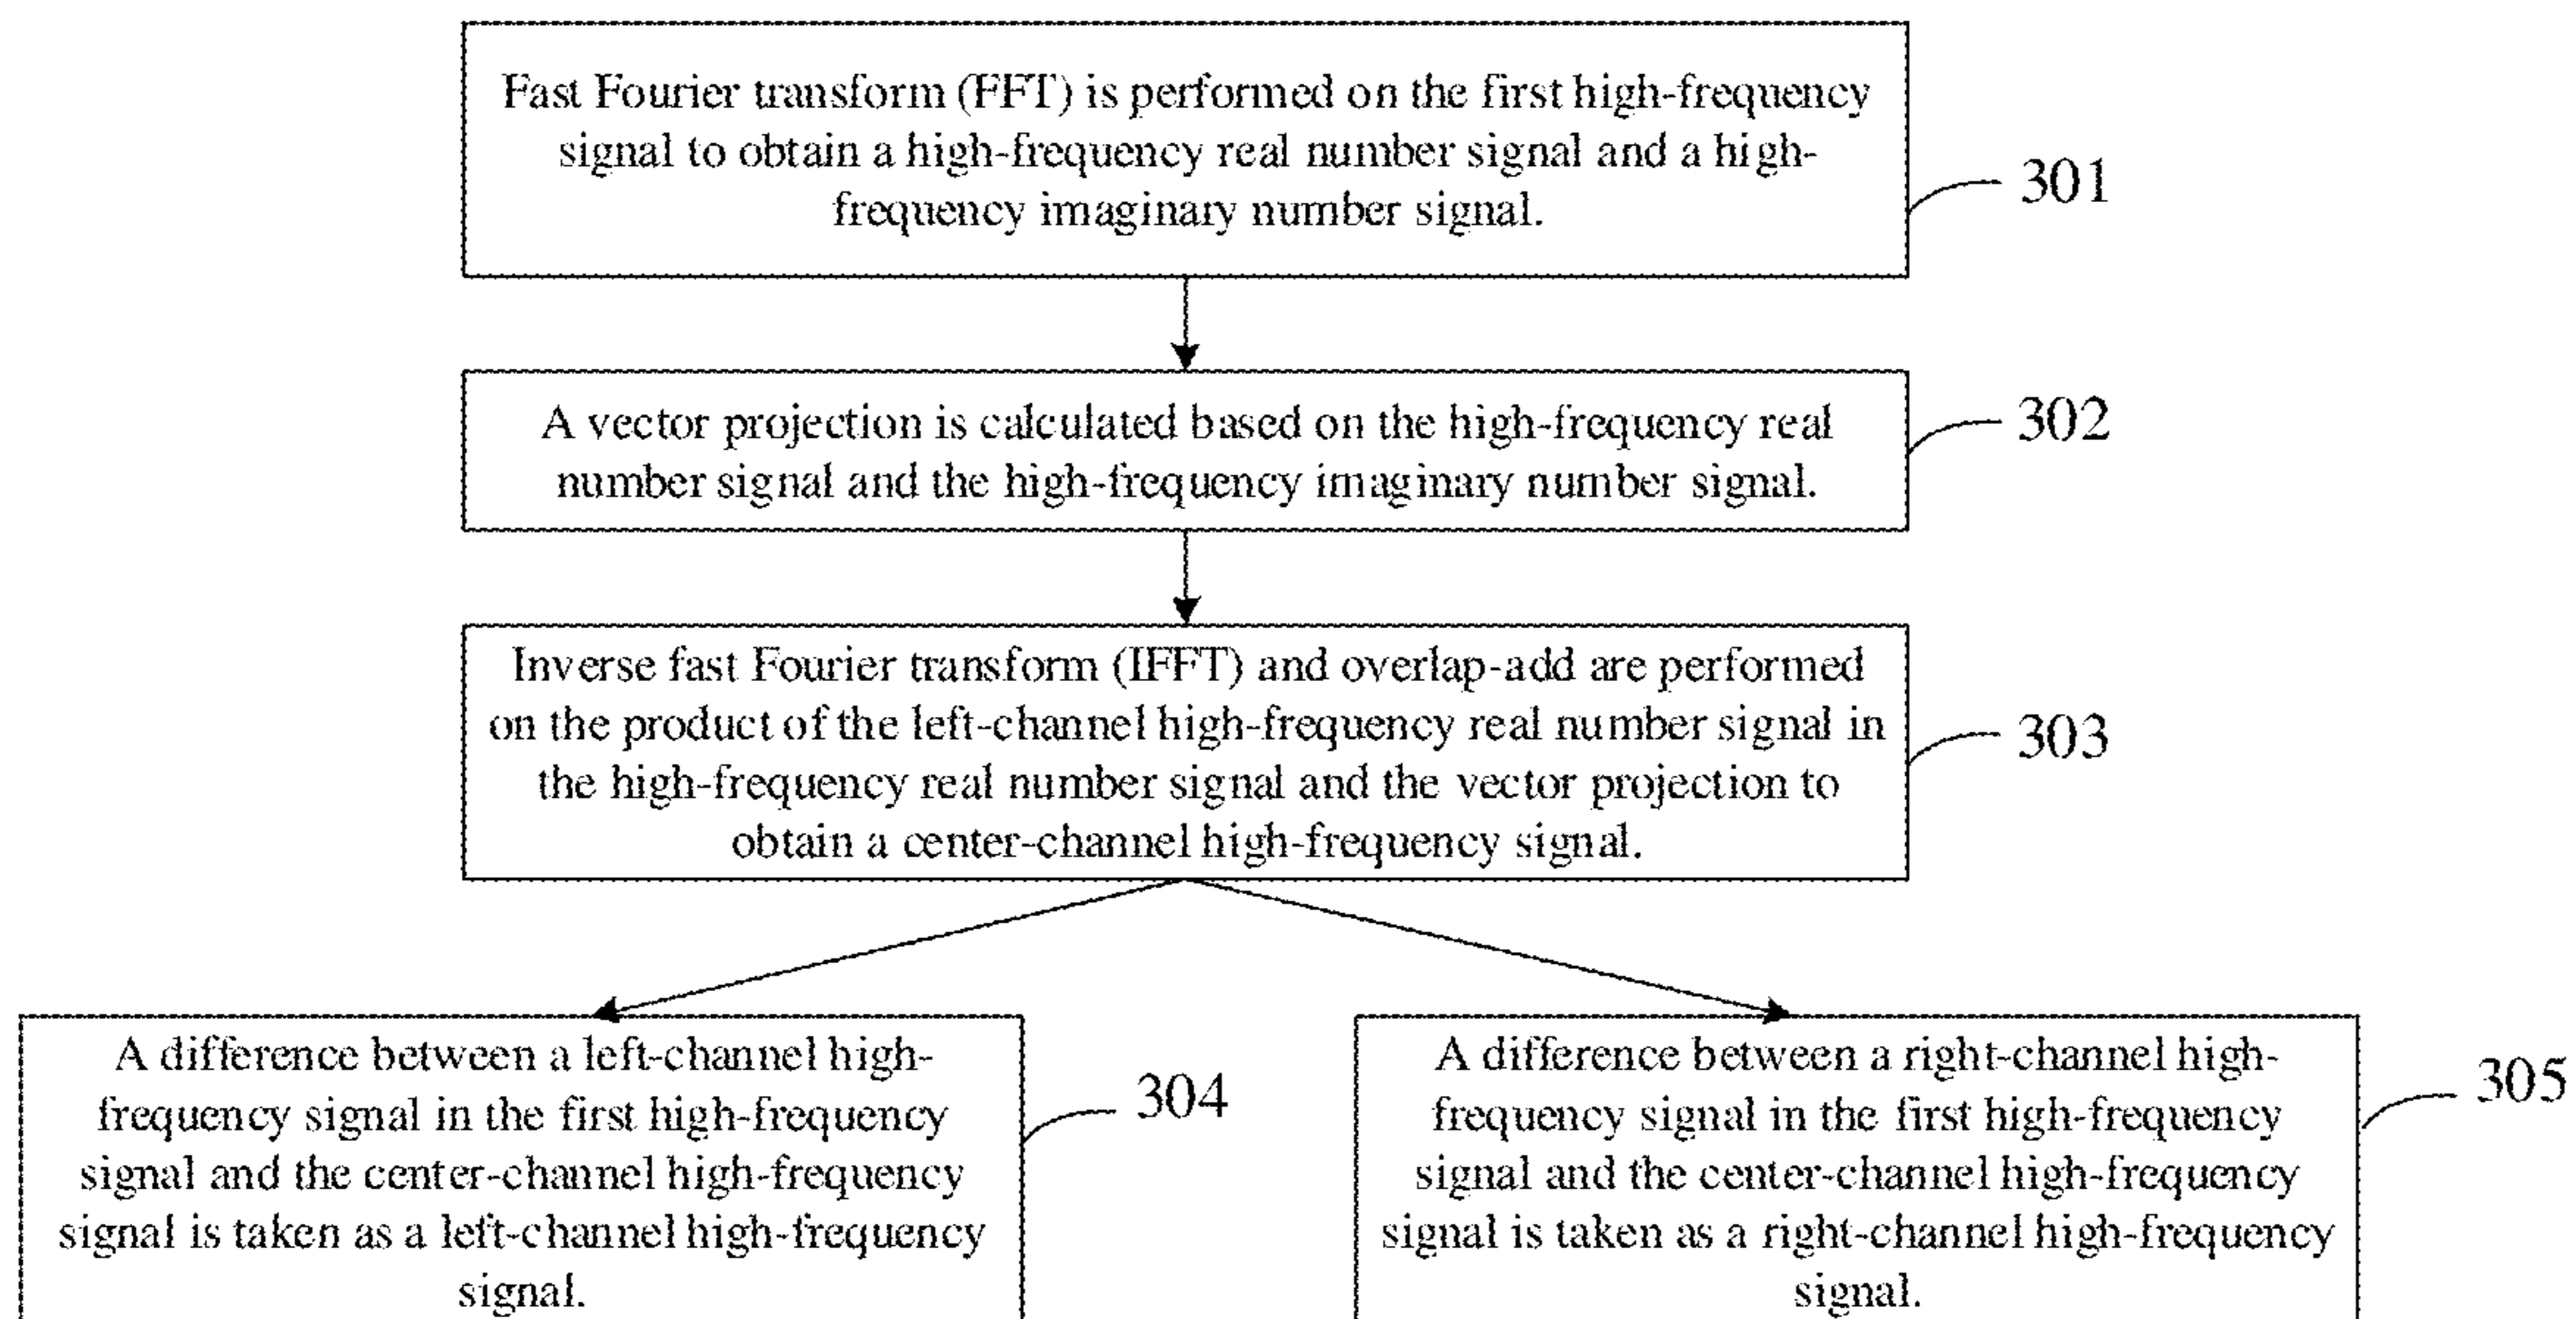 Fast Fourier transform (FFT) is performed on the first high-frequency
signal to obtain a high-frequency real number signal and a high-
frequency imaginary number signal.
301
A vector projection is calculated based on the high-frequency real
number signal and the high-frequency imaginary number signal.
302
Inverse fast Fourier transform (IFFT) and overlap-add are performed
on the product of the left-channel high-frequency real number signal in
the high-frequency real number signal and the vector projection to
obtain a center-channel high-frequency signal.
303
A difference between a left-channel high-
frequency signal in the first high-frequency
signal and the center-channel high-frequency
signal is taken as a left-channel high-frequency
signal.
304
A difference between a right-channel high-
frequency signal in the first high-frequency
signal and the center-channel high-frequency
signal is taken as a right-channel high-frequency
signal.
305